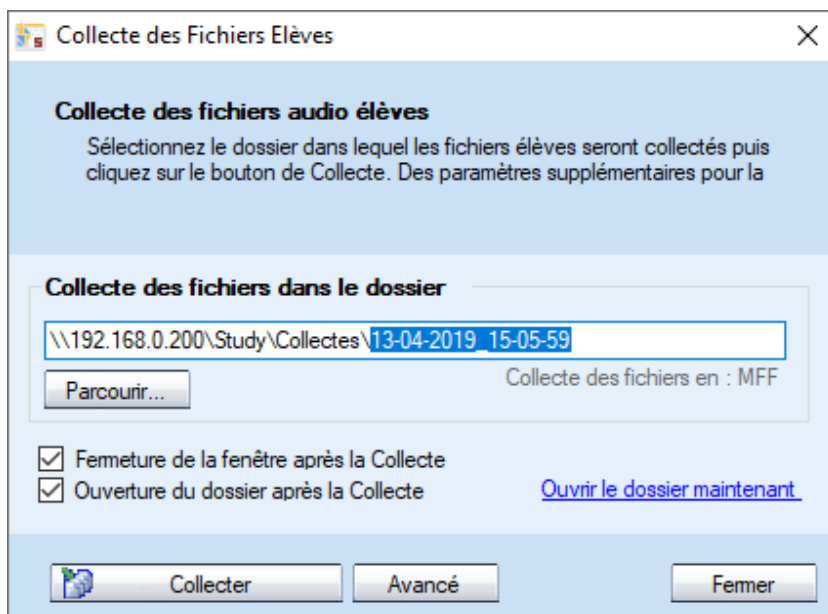 Collecte des Fichiers Elèves
Collecte des fichiers audio élèves
Sélectionnez le dossier dans lequel les fichiers élèves seront collectés puis
cliquez sur le bouton de Collecte. Des paramètres supplémentaires pour la
Collecte des fichiers dans le dossier
\\192.168.0.200\Study\Collectes\13-04-2019_15-05-59
Parcourir...
Collecte des fichiers en : MFF
Fermeture de la fenêtre après la Collecte
Ouverture du dossier après la Collecte
Ouvrir le dossier maintenant
Collecter
Avancé
Fermer